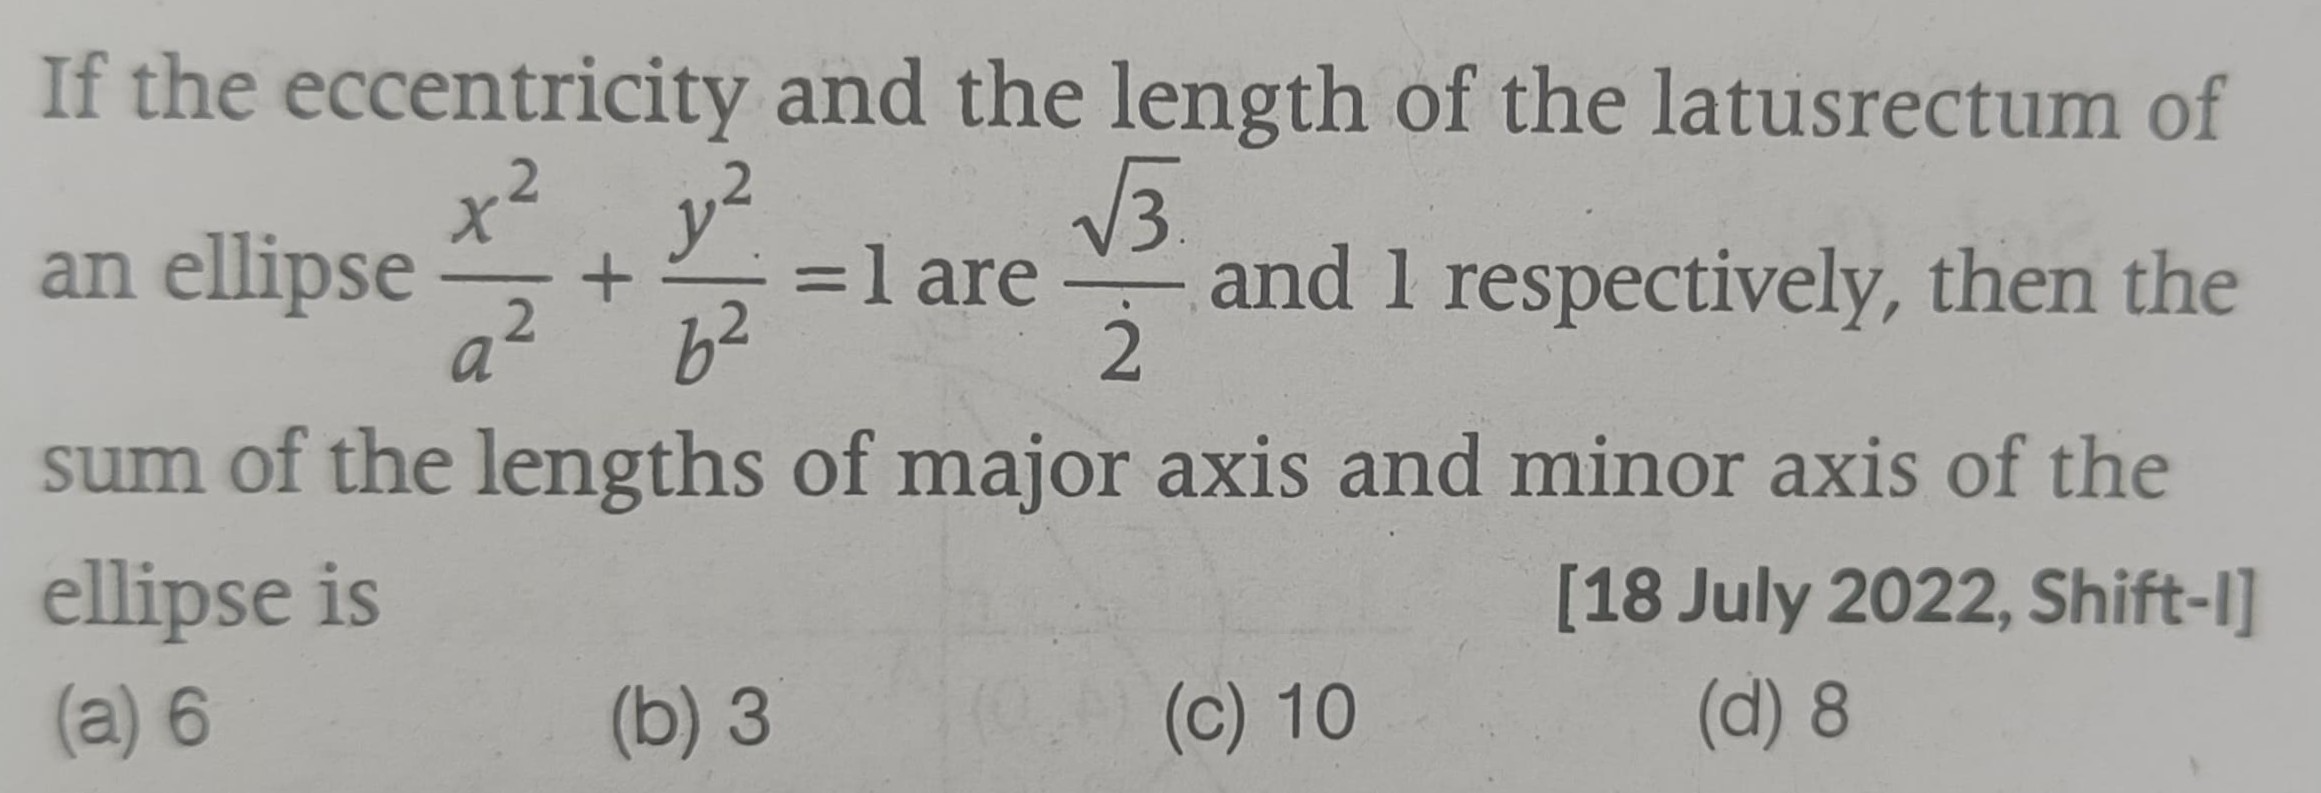 If the eccentricity and the length of the latusrectum of
an ellipse x²/a² + y²/b² = 1 are √3/2 and 1 respectively, then the
sum of the lengths of major axis and minor axis of the
ellipse is [18 July 2022, Shift-I]
(a) 6 (b) 3 (c) 10 (d) 8